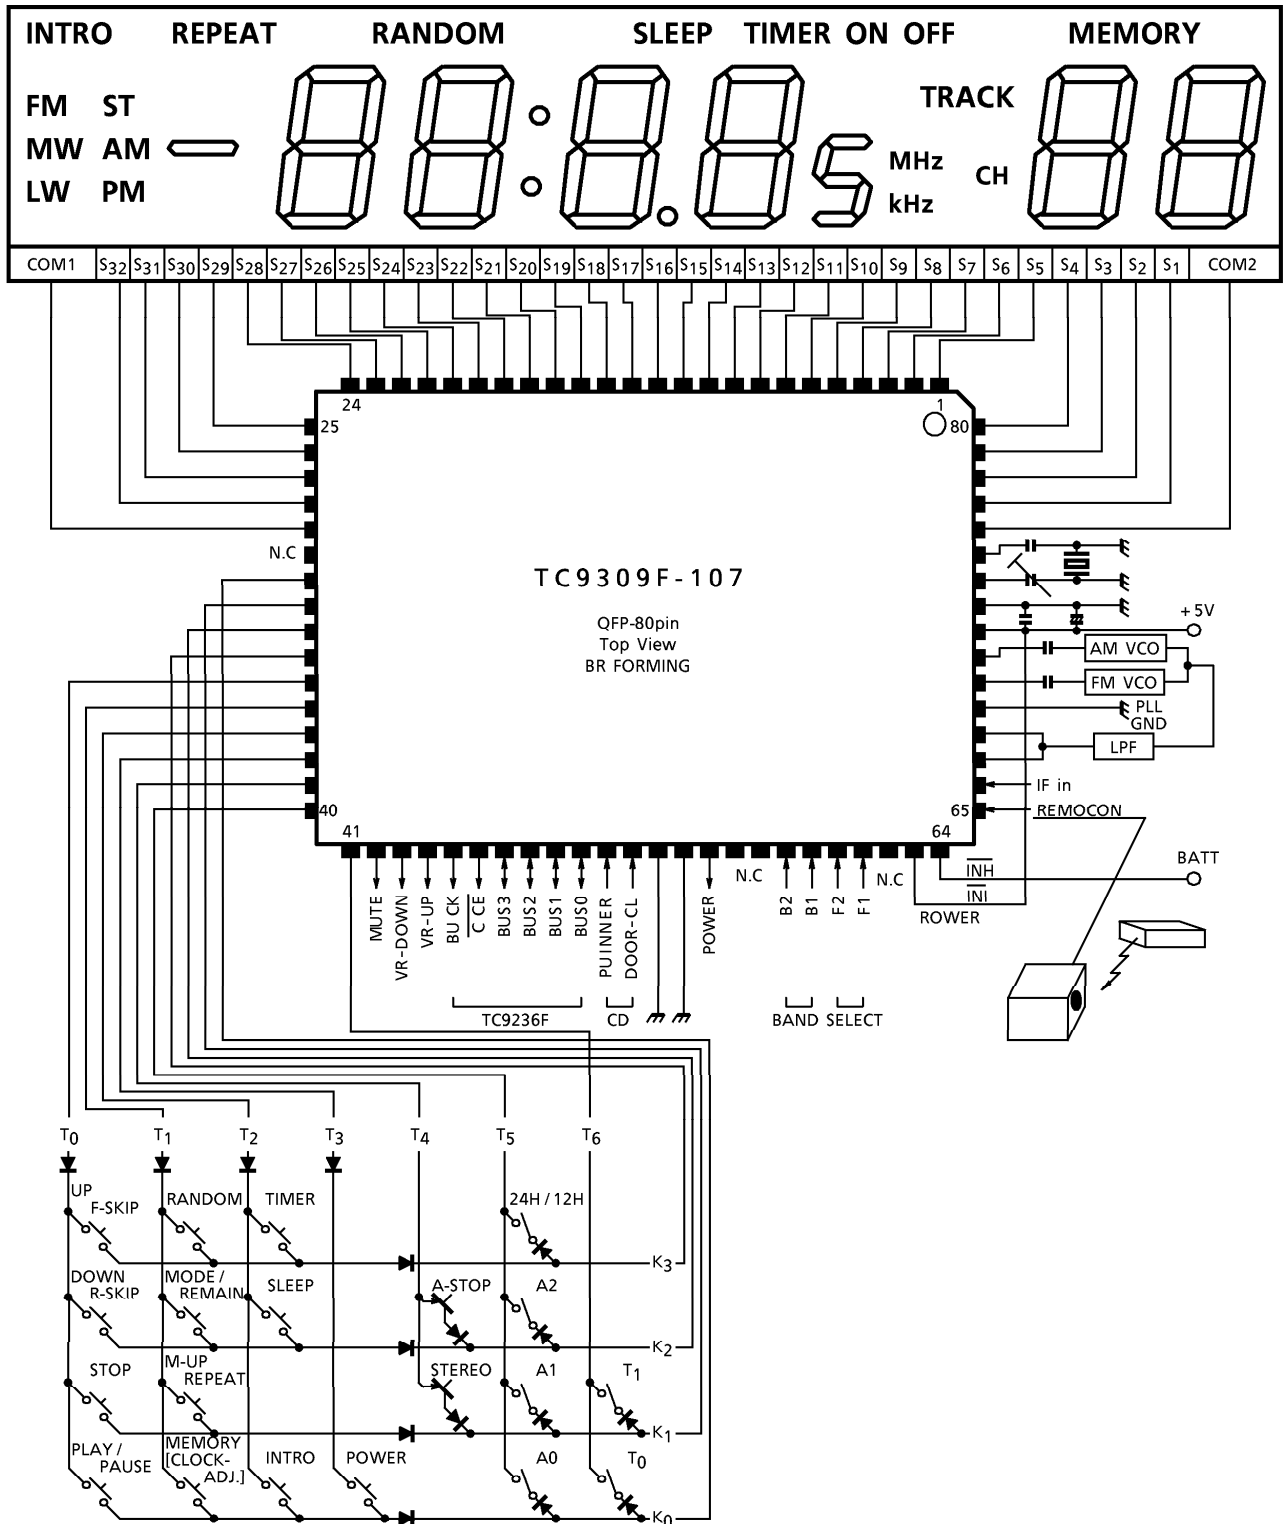 INTRO REPEAT RANDOM SLEEP TIMER ON OFF MEMORY
FM ST TRACK
MW AM MHz CH
LW PM kHz
COM1 S32 S31 S30 S29 S28 S27 S26 S25 S24 S23 S22 S21 S20 S19 S18 S17 S16 S15 S14 S13 S12 S11 S10 S9 S8 S7 S6 S5 S4 S3 S2 S1 COM2
24 1
25 80
N.C
TC9309F-107
QFP-80pin
Top View
BR FORMING
+5V
AM VCO
FM VCO
PLL
GND
LPF
IF in
40 65 REMOCON
41 64
BATT
INH
INI
ROWER
MUTE
VR-DOWN
VR-UP
BU CK
C CE
BUS3
BUS2
BUS1
BUS0
PUINNER
DOOR-CL
POWER
N.C
B2
B1
F2
F1
N.C
TC9236F CD BAND SELECT
T0 T1 T2 T3 T4 T5 T6
UP
F-SKIP RANDOM TIMER 24H/12H
K3
DOWN
R-SKIP MODE/
REMAIN SLEEP A-STOP A2
K2
STOP M-UP
REPEAT STEREO A1 T1
K1
PLAY/
PAUSE MEMORY
[CLOCK-
ADJ.] INTRO POWER A0 T0
K0